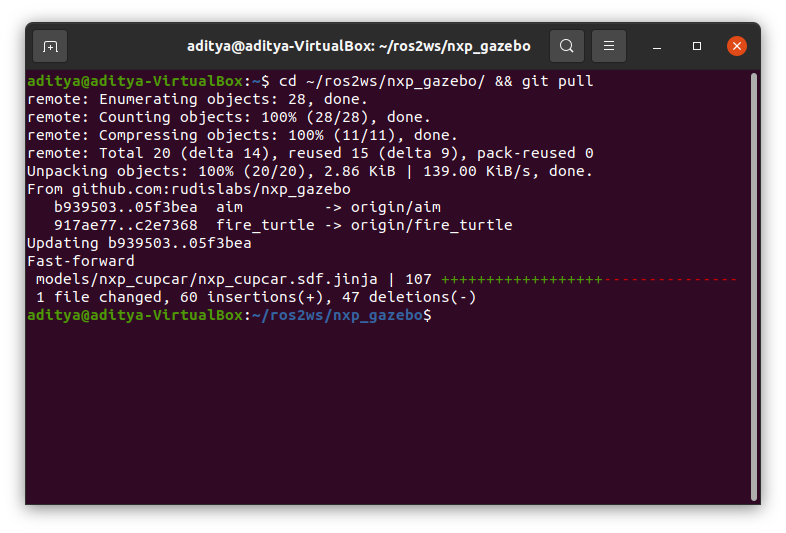 aditya@aditya-VirtualBox: ~/ros2ws/nxp_gazebo
aditya@aditya-VirtualBox:~$ cd ~/ros2ws/nxp_gazebo/ && git pull
remote: Enumerating objects: 28, done.
remote: Counting objects: 100% (28/28), done.
remote: Compressing objects: 100% (11/11), done.
remote: Total 20 (delta 14), reused 15 (delta 9), pack-reused 0
Unpacking objects: 100% (20/20), 2.86 KiB | 139.00 KiB/s, done.
From github.com:rudislabs/nxp_gazebo
   b939503..05f3bea  aim         -> origin/aim
   917ae77..c2e7368  fire_turtle -> origin/fire_turtle
Updating b939503..05f3bea
Fast-forward
 models/nxp_cupcar/nxp_cupcar.sdf.jinja | 107 ++++++++++++++++++---------------
 1 file changed, 60 insertions(+), 47 deletions(-)
aditya@aditya-VirtualBox:~/ros2ws/nxp_gazebo$